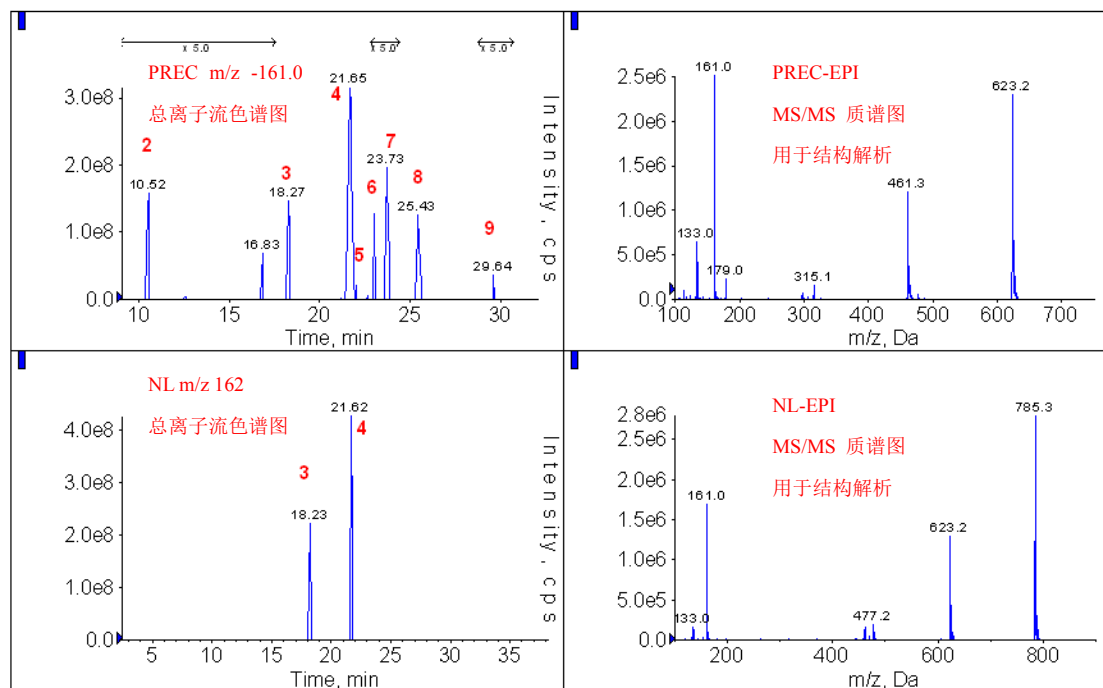 x 5.0
x 5.0
x 5.0
PREC m/z -161.0
总离子流色谱图
3.0e8
2.0e8
1.0e8
0.0
2
10.52
16.83
3
18.27
21.65
4
5
6
7
23.73
8
25.43
9
29.64
10
15
20
25
30
Time, min
Intensity, cps
PREC-EPI
MS/MS 质谱图
用于结构解析
2.5e6
2.0e6
1.5e6
1.0e6
5.0e5
0.0
161.0
623.2
461.3
133.0
179.0
315.1
100
200
300
400
500
600
700
m/z, Da
NL m/z 162
总离子流色谱图
4.0e8
3.0e8
2.0e8
1.0e8
0.0
21.62
4
3
18.23
5
10
15
20
25
30
35
Time, min
Intensity, cps
NL-EPI
MS/MS 质谱图
用于结构解析
2.8e6
2.5e6
2.0e6
1.5e6
1.0e6
5.0e5
0.0
785.3
161.0
623.2
133.0
477.2
200
400
600
800
m/z, Da